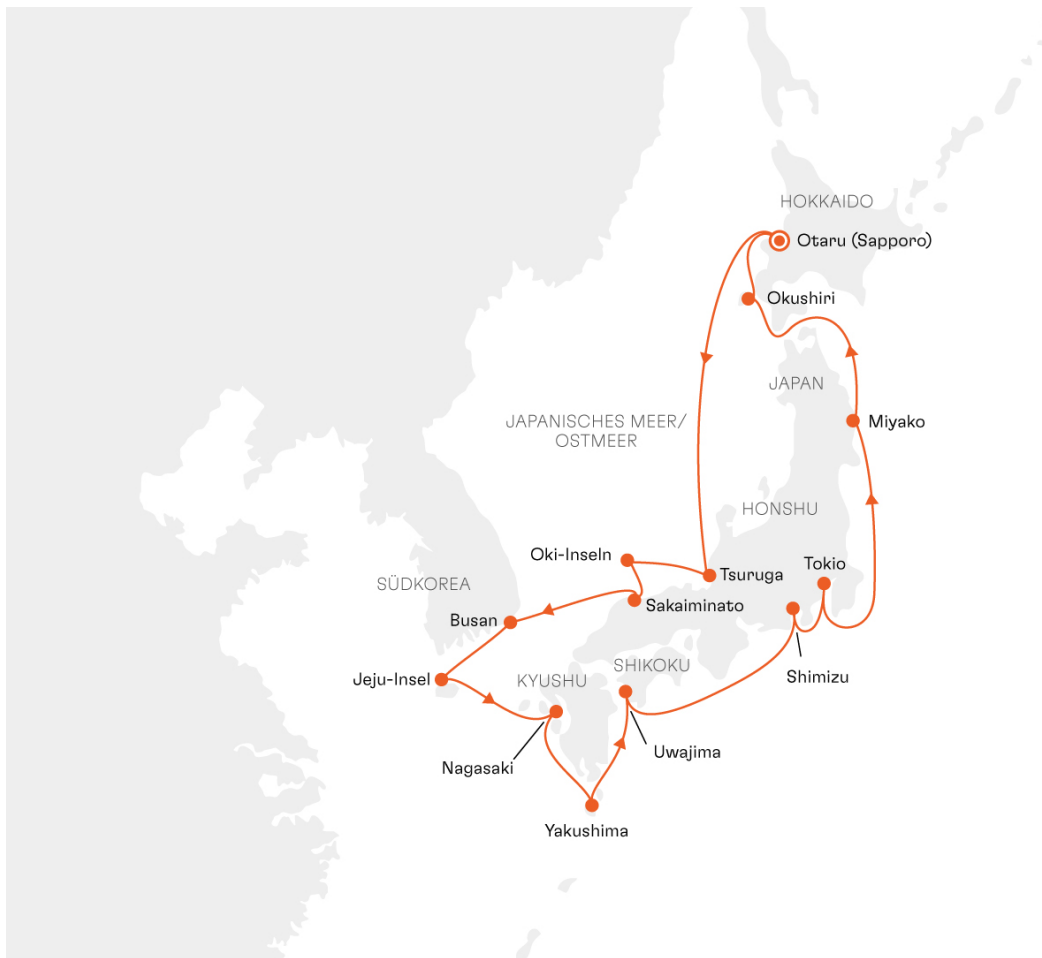 HOKKAIDO
Otaru (Sapporo)
Okushiri
JAPAN
JAPANISCHES MEER/
OSTMEER
Miyako
HONSHU
Oki-Inseln
Tokio
Tsuruga
SÜDKOREA
Sakaiminato
Busan
SHIKOKU
Shimizu
Jeju-Insel
KYUSHU
Uwajima
Nagasaki
Yakushima